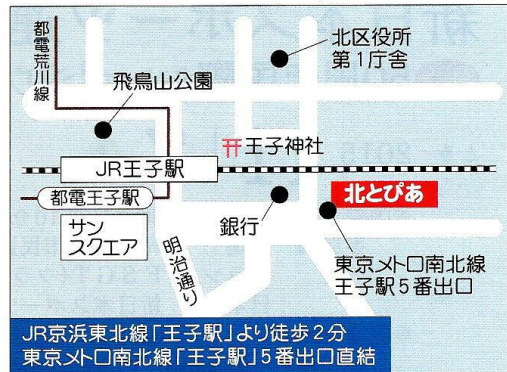 都電荒川線
飛鳥山公園
北区役所
第1庁舎
王子神社
JR王子駅
都電王子駅
サン
スクエア
明治通り
銀行
北とぴあ
東京メトロ南北線
王子駅5番出口
JR京浜東北線「王子駅」より徒歩2分
東京メトロ南北線「王子駅」5番出口直結